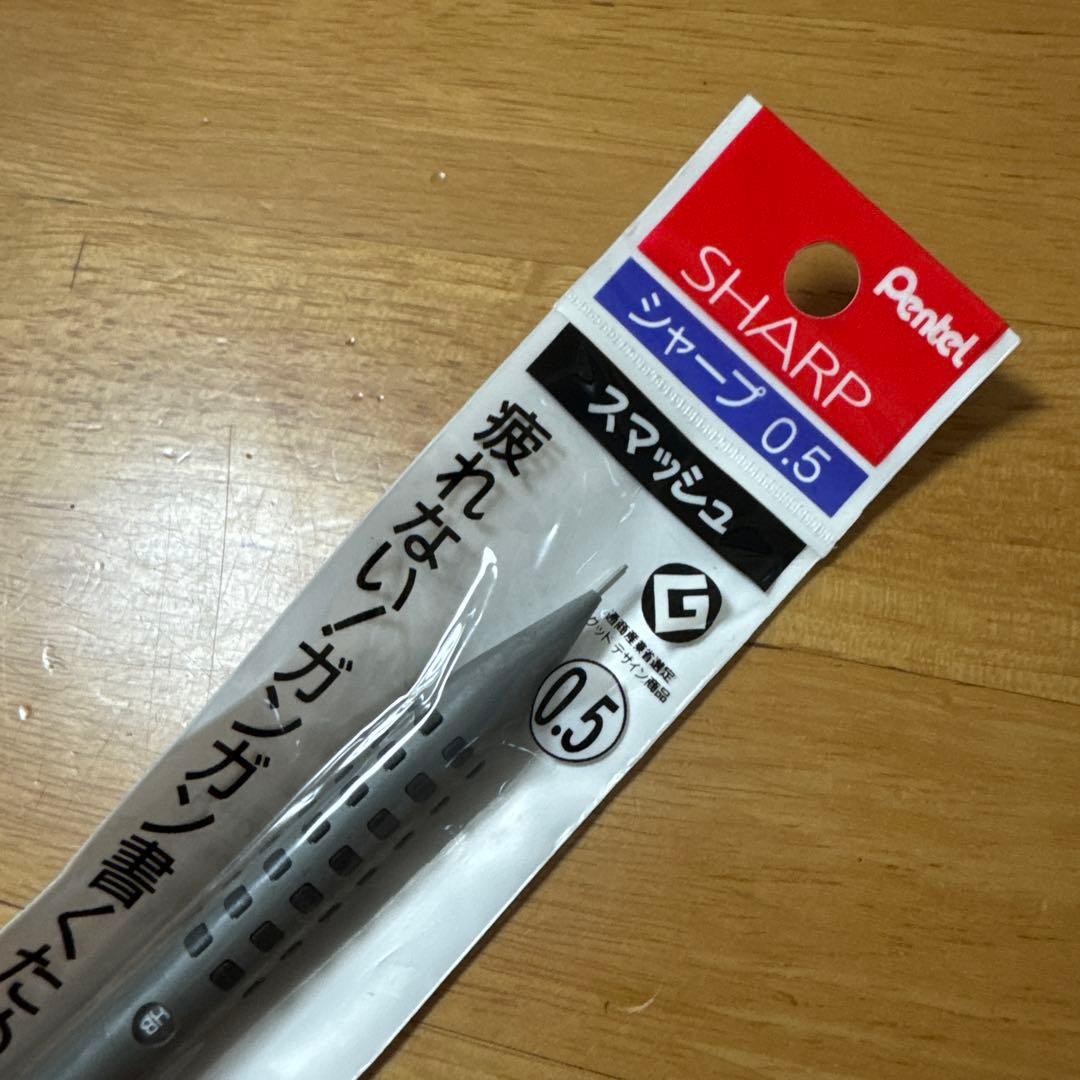 Pentel
SHARP
シャープ 0.5
スマッシュ
疲れない!ガンガン書くため
通商産業省選定
グッドデザイン商品
0.5
HB